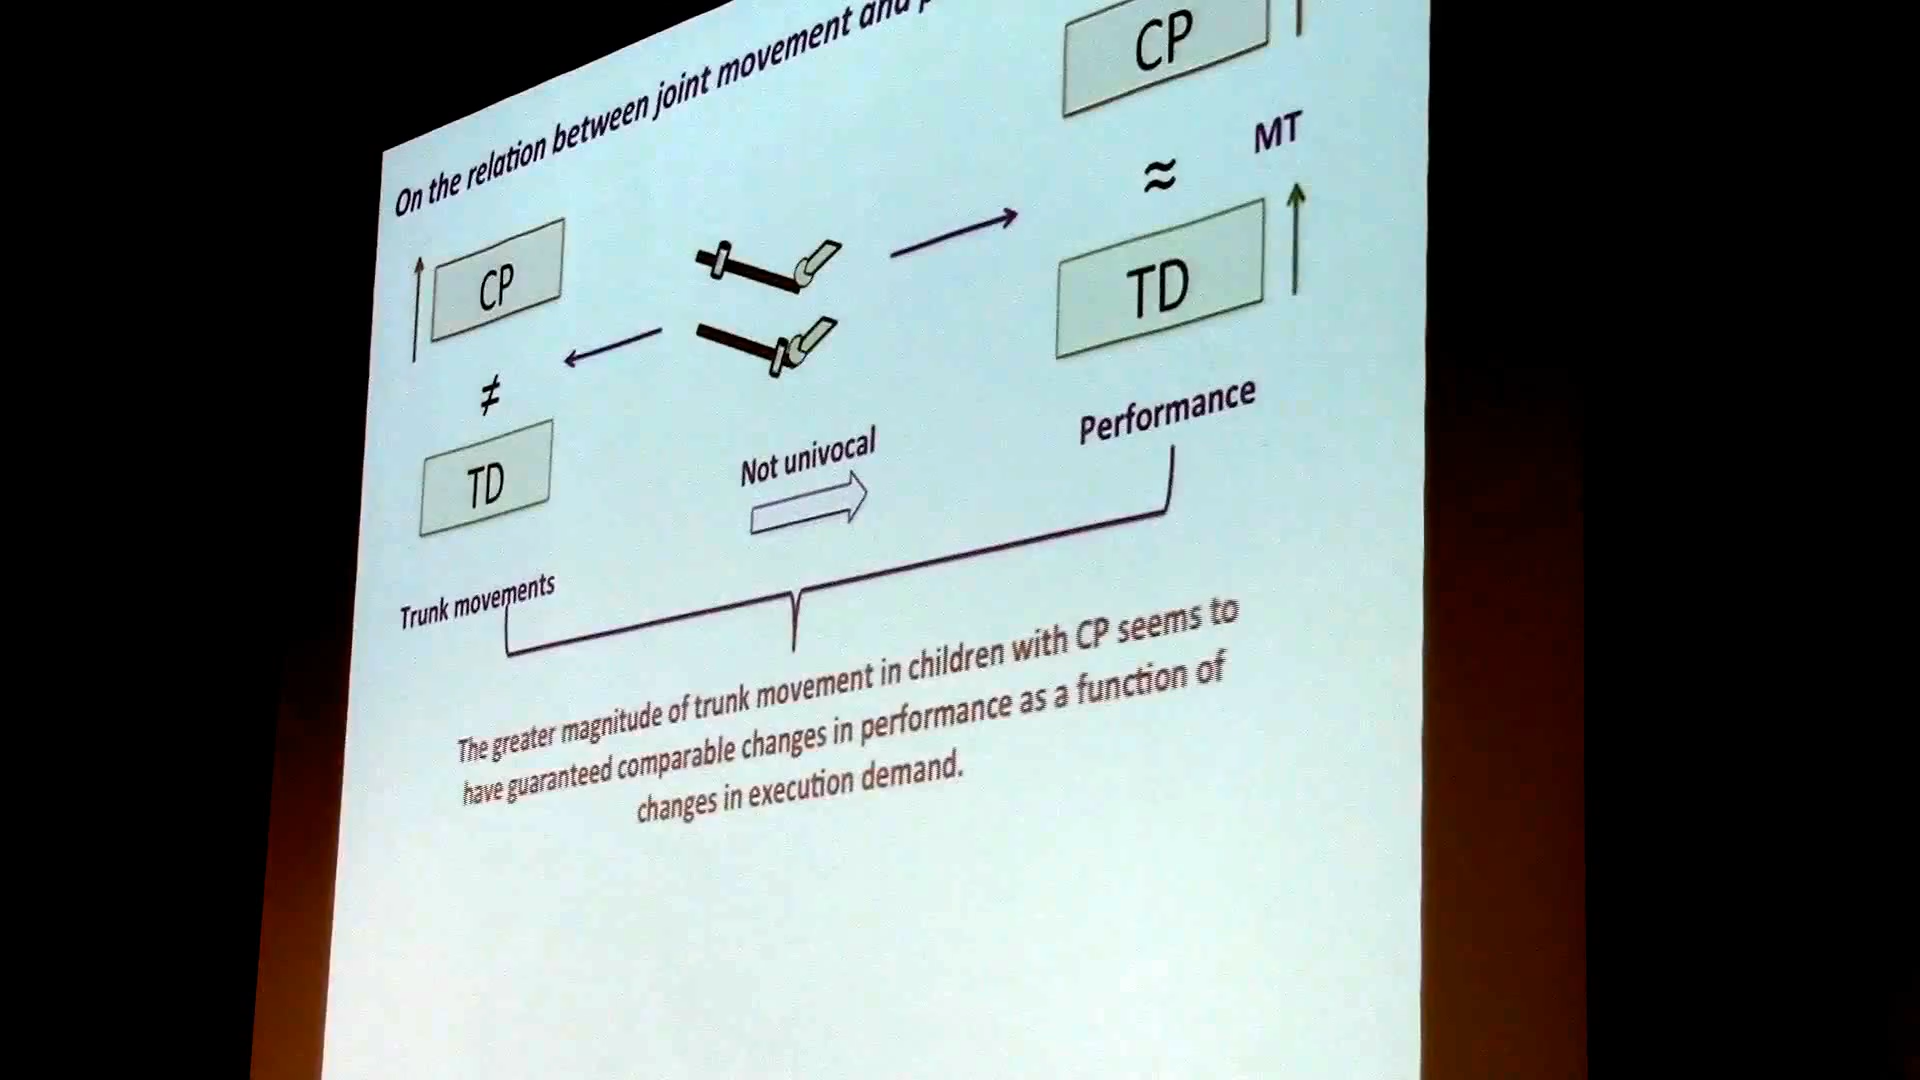 On the relation between joint movement and
CP
MT
≈
TD
CP
≠
TD
Performance
Not univocal
Trunk movements
The greater magnitude of trunk movement in children with CP seems to
have guaranteed comparable changes in performance as a function of
changes in execution demand.